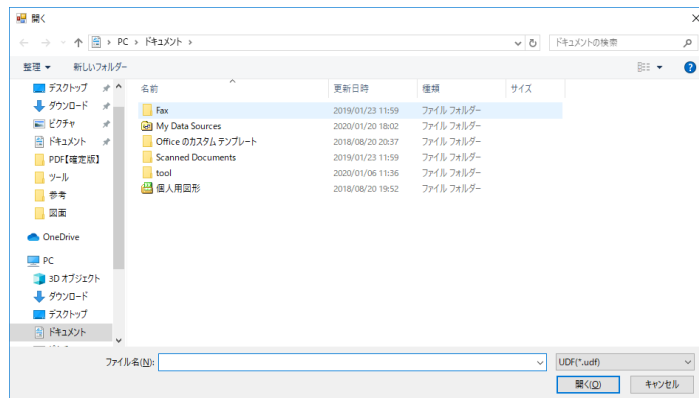 開く
PC › ドキュメント ›
ドキュメントの検索
整理 新しいフォルダー
名前 更新日時 種類 サイズ
デスクトップ
ダウンロード
ピクチャ
ドキュメント
PDF【確定版】
ツール
参考
図面
OneDrive
PC
3D オブジェクト
ダウンロード
デスクトップ
ドキュメント
Fax 2019/01/23 11:59 ファイル フォルダー
My Data Sources 2020/01/20 18:02 ファイル フォルダー
Office のカスタム テンプレート 2018/08/20 20:37 ファイル フォルダー
Scanned Documents 2019/01/23 11:59 ファイル フォルダー
tool 2020/01/06 11:36 ファイル フォルダー
個人用図形 2018/08/20 19:52 ファイル フォルダー
ファイル名(N): UDF(*.udf)
開く(O) キャンセル